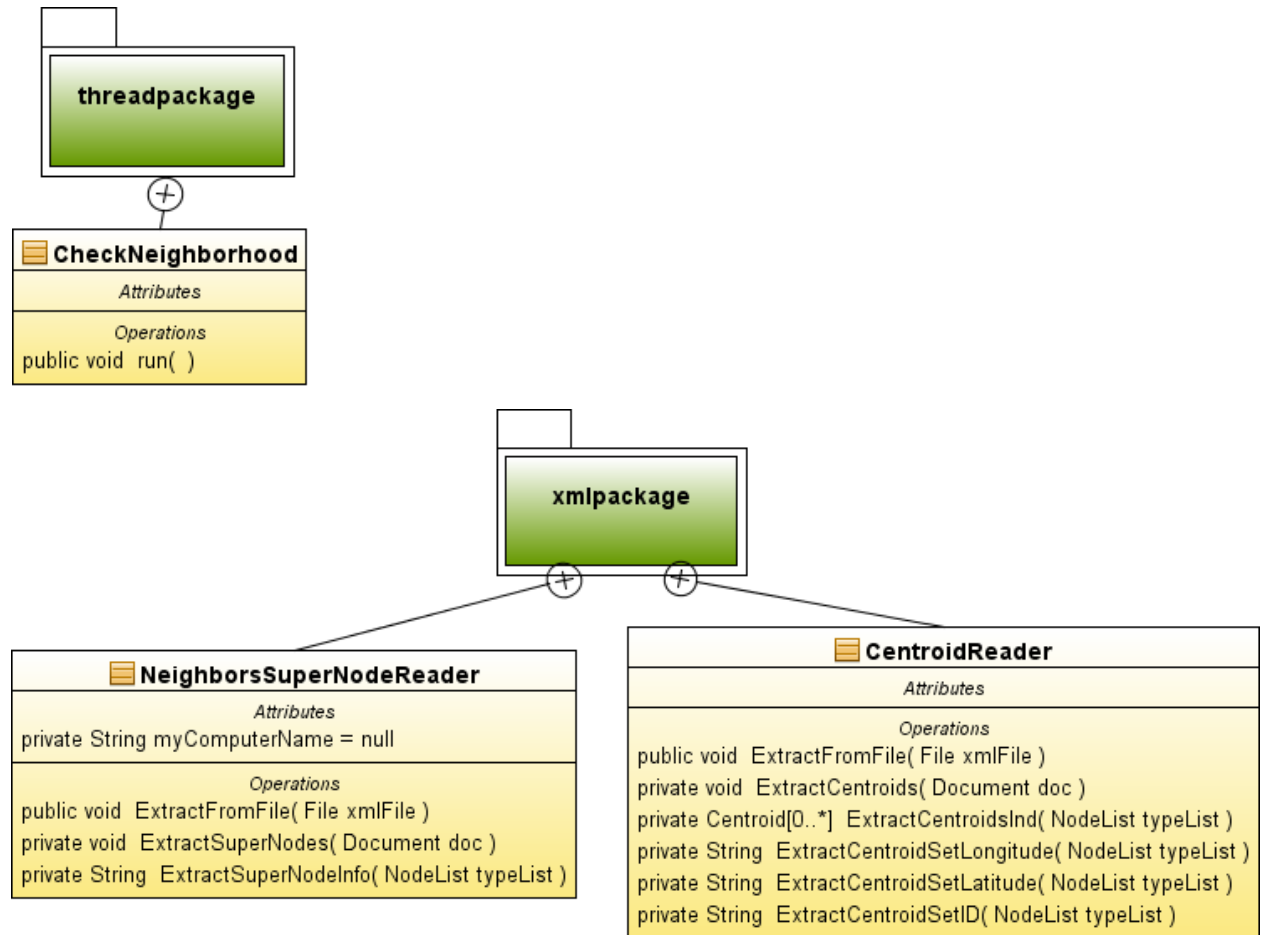 threadpackage
CheckNeighborhood
Attributes
Operations
public void run( )
xmlpackage
NeighborsSuperNodeReader
Attributes
private String myComputerName = null
Operations
public void ExtractFromFile( File xmlFile )
private void ExtractSuperNodes( Document doc )
private String ExtractSuperNodeInfo( NodeList typeList )
CentroidReader
Attributes
Operations
public void ExtractFromFile( File xmlFile )
private void ExtractCentroids( Document doc )
private Centroid[0..*] ExtractCentroidsInd( NodeList typeList )
private String ExtractCentroidSetLongitude( NodeList typeList )
private String ExtractCentroidSetLatitude( NodeList typeList )
private String ExtractCentroidSetID( NodeList typeList )